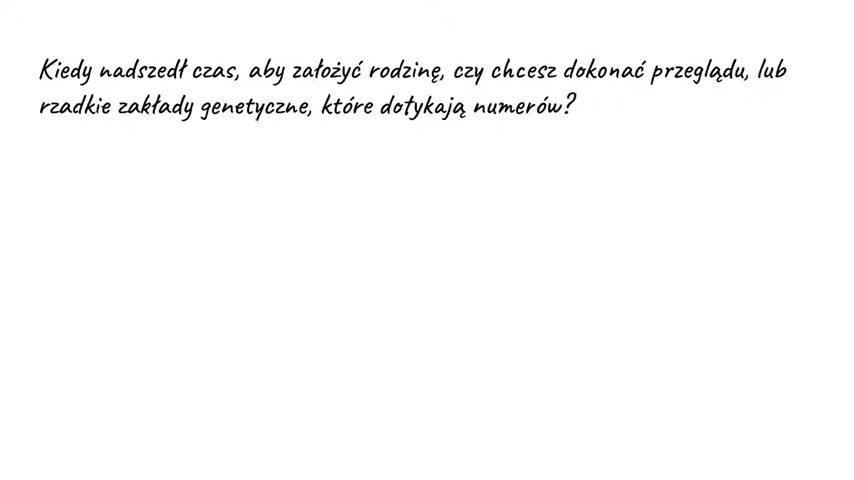 Kiedy nadszedł czas, aby założyć rodzinę, czy chcesz dokonać przeglądu, lub
rzadkie zakłady genetyczne, które dotykają numerów?